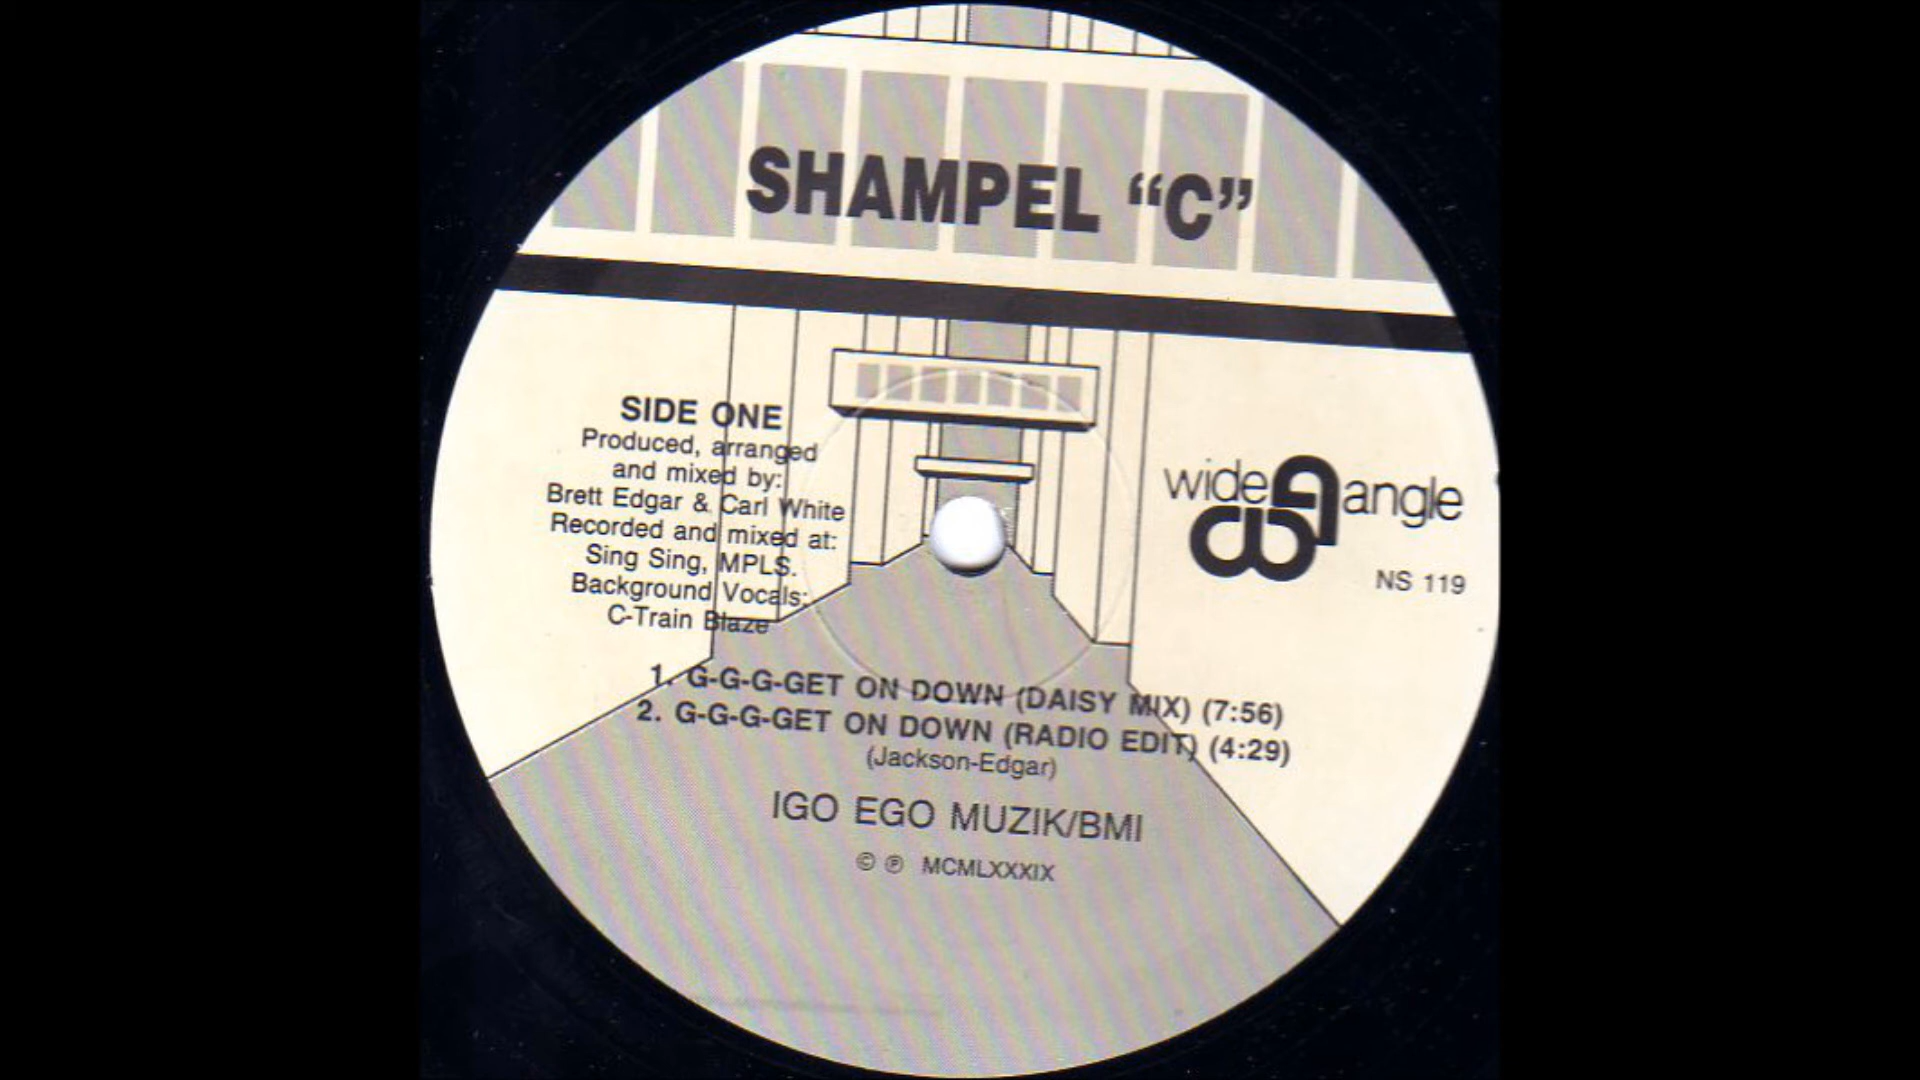 SHAMPEL “C”
SIDE ONE
Produced, arranged
and mixed by:
Brett Edgar & Carl White
Recorded and mixed at:
Sing Sing, MPLS.
Background Vocals:
C-Train Blaze
wide angle
NS 119
1. G-G-G-GET ON DOWN (DAISY MIX) (7:56)
2. G-G-G-GET ON DOWN (RADIO EDIT) (4:29)
(Jackson-Edgar)
IGO EGO MUZIK/BMI
© ℗ MCMLXXXIX